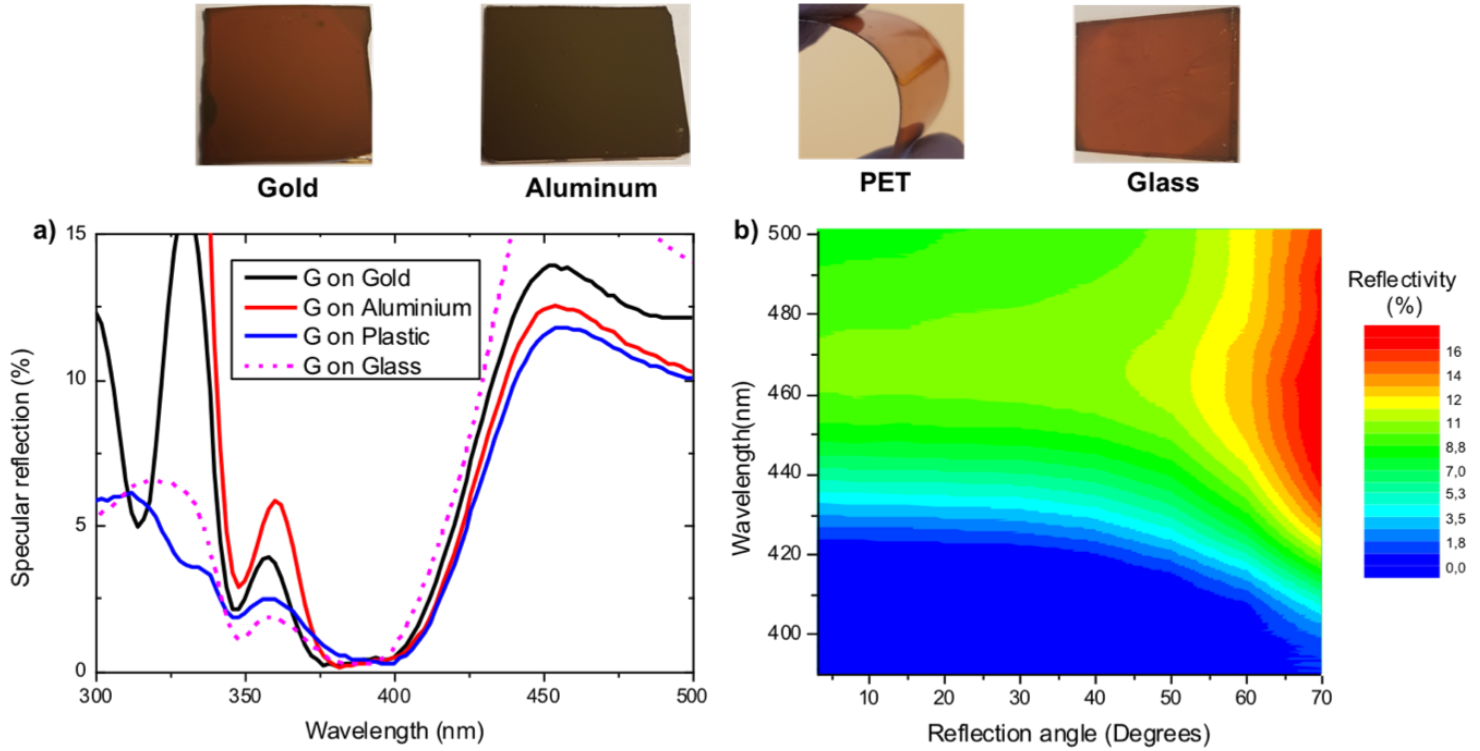 Gold
Aluminum
PET
Glass
a)
15
10
5
0
300
350
400
450
500
Specular reflection (%)
Wavelength (nm)
G on Gold
G on Aluminium
G on Plastic
G on Glass
b)
500
480
460
440
420
400
10
20
30
40
50
60
70
Wavelength(nm)
Reflection angle (Degrees)
Reflectivity
(%)
16
14
12
11
8,8
7,0
5,3
3,5
1,8
0,0